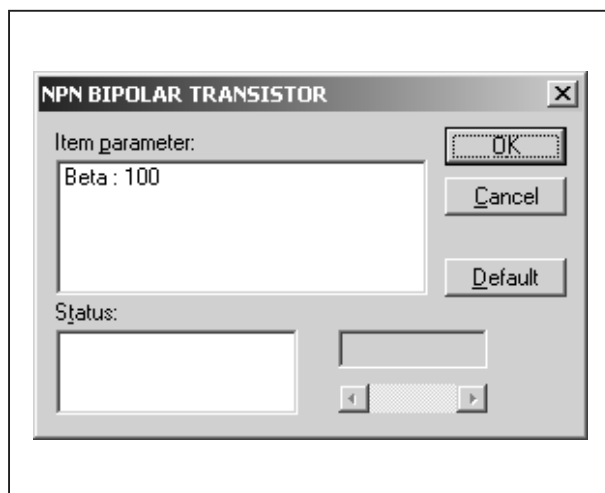 NPN BIPOLAR TRANSISTOR
Item parameter:
OK
Beta : 100
Cancel
Default
Status: